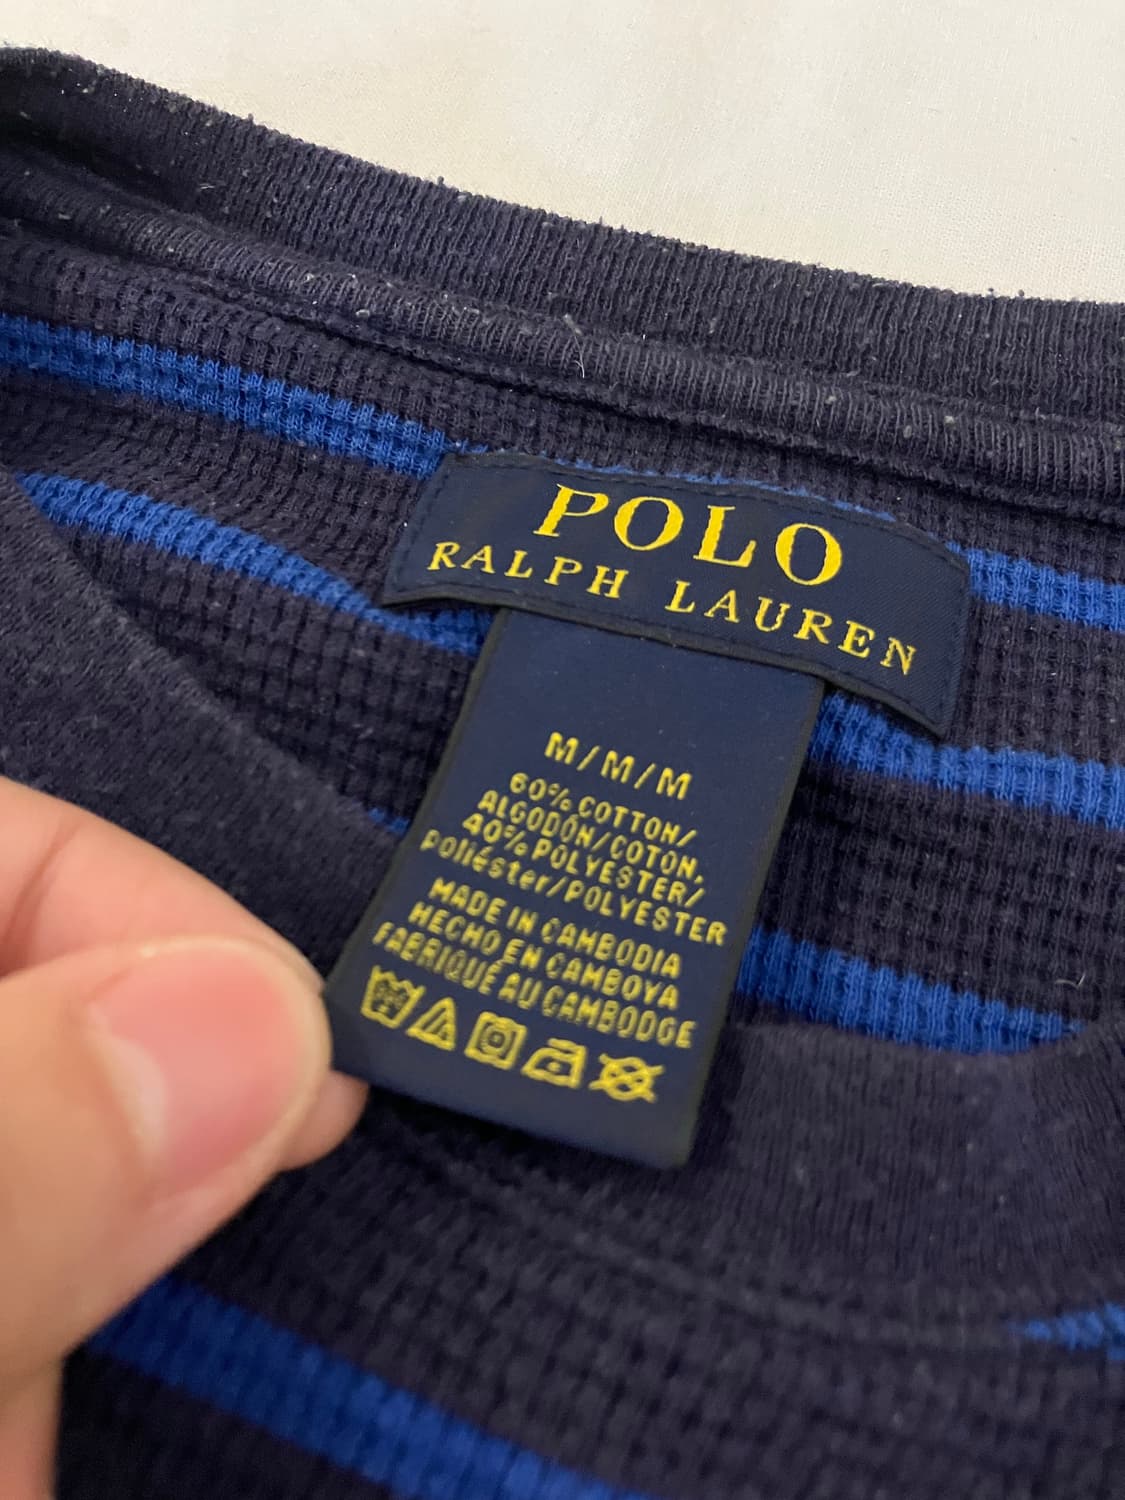 POLO
RALPH LAUREN
M/M/M
60% COTTON/
ALGODÓN/COTON,
40% POLYESTER/
poliéster/POLYESTER
MADE IN CAMBODIA
HECHO EN CAMBOYA
FABRIQUÉ AU CAMBODGE